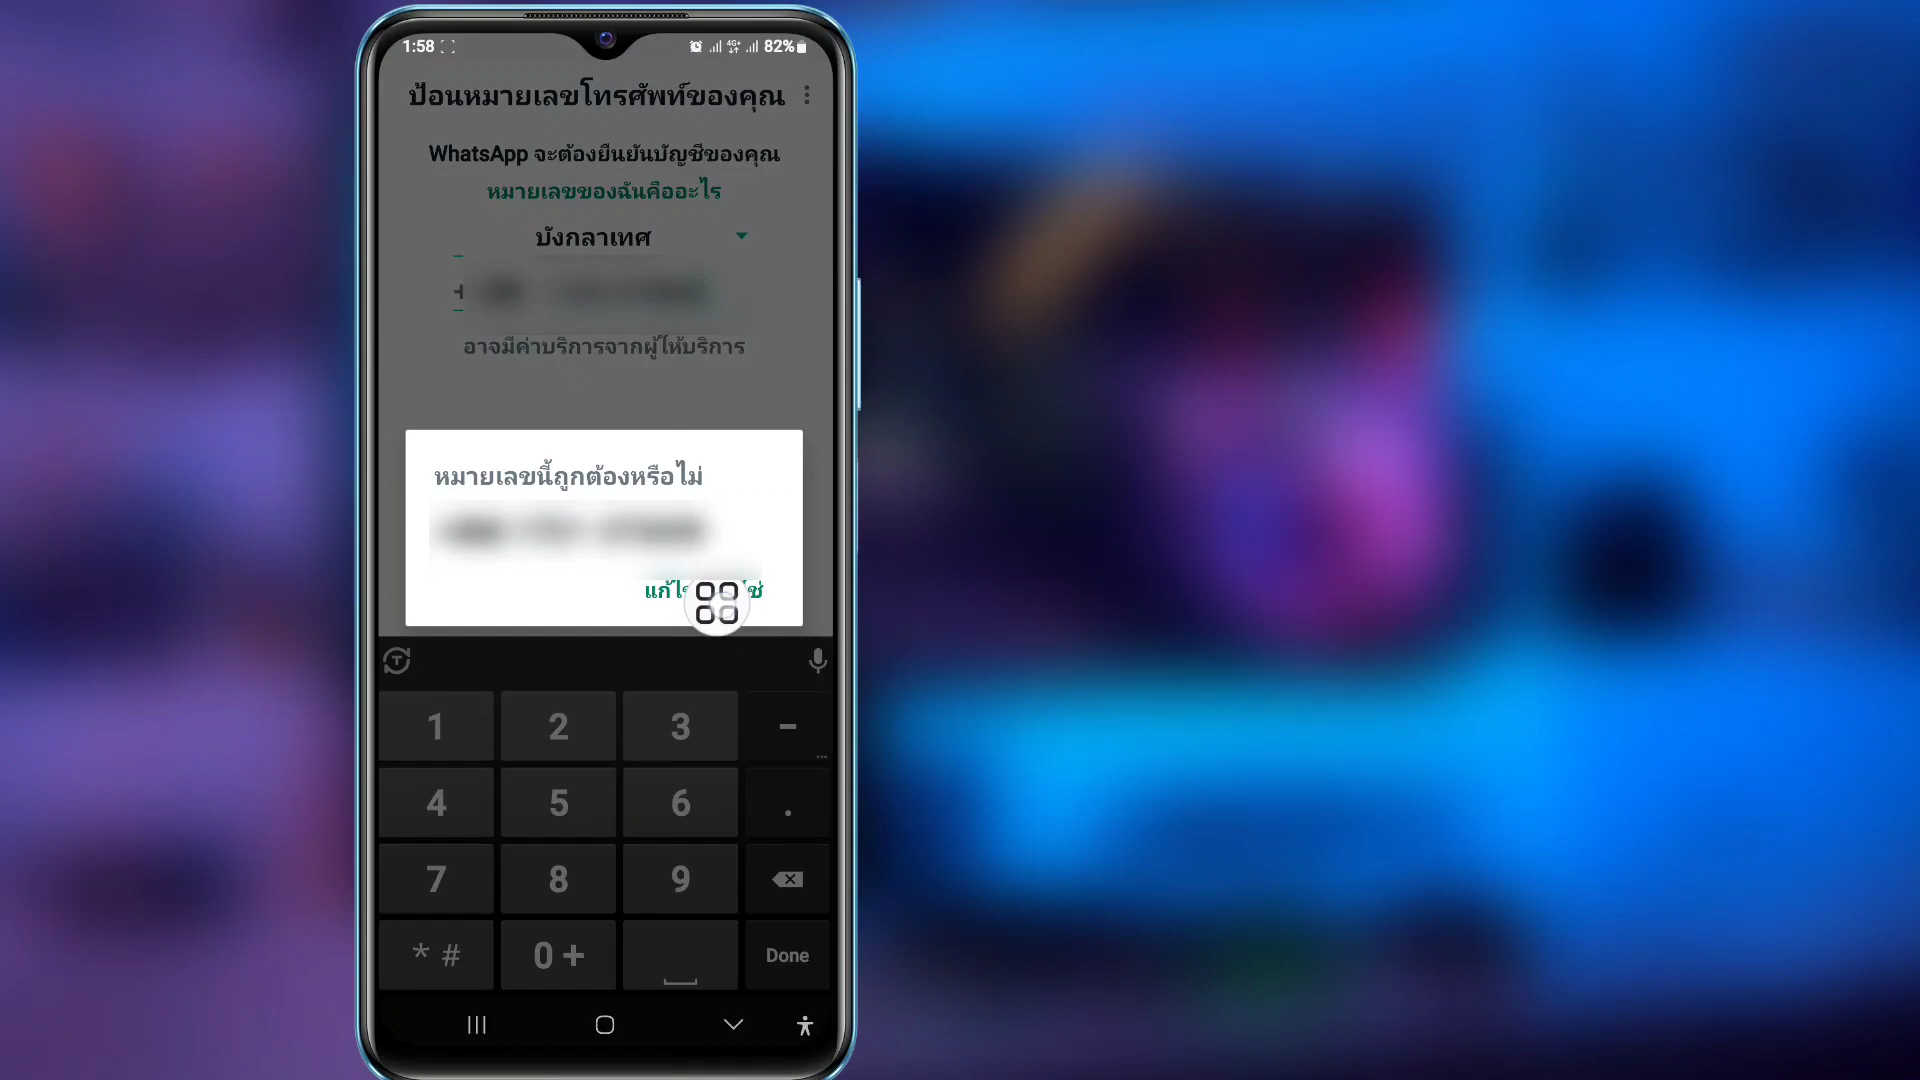 1:58
4G+
82%
ป้อนหมายเลขโทรศัพท์ของคุณ
WhatsApp จะต้องยืนยันบัญชีของคุณ
หมายเลขของฉันคืออะไร
บังกลาเทศ
+
อาจมีค่าบริการจากผู้ให้บริการ
หมายเลขนี้ถูกต้องหรือไม่
1 2 3 –
4 5 6 .
7 8 9
* # 0 + Done